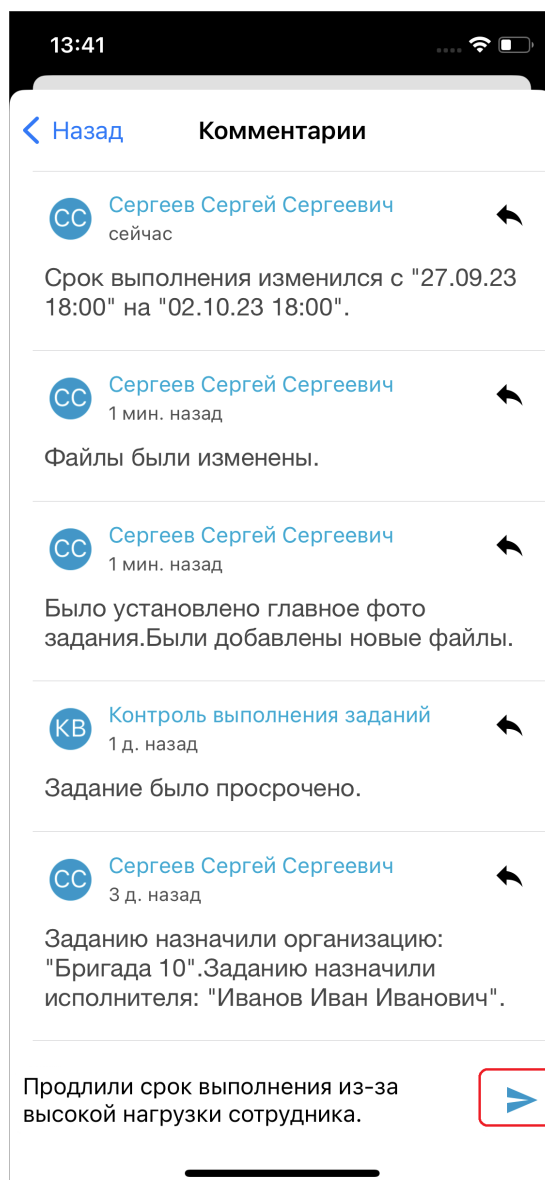 13:41
Назад
Комментарии
СС
Сергеев Сергей Сергеевич
сейчас
Срок выполнения изменился с "27.09.23
18:00" на "02.10.23 18:00".
СС
Сергеев Сергей Сергеевич
1 мин. назад
Файлы были изменены.
СС
Сергеев Сергей Сергеевич
1 мин. назад
Было установлено главное фото
задания.Были добавлены новые файлы.
КВ
Контроль выполнения заданий
1 д. назад
Задание было просрочено.
СС
Сергеев Сергей Сергеевич
3 д. назад
Заданию назначили организацию:
"Бригада 10".Заданию назначили
исполнителя: "Иванов Иван Иванович".
Продлили срок выполнения из-за
высокой нагрузки сотрудника.